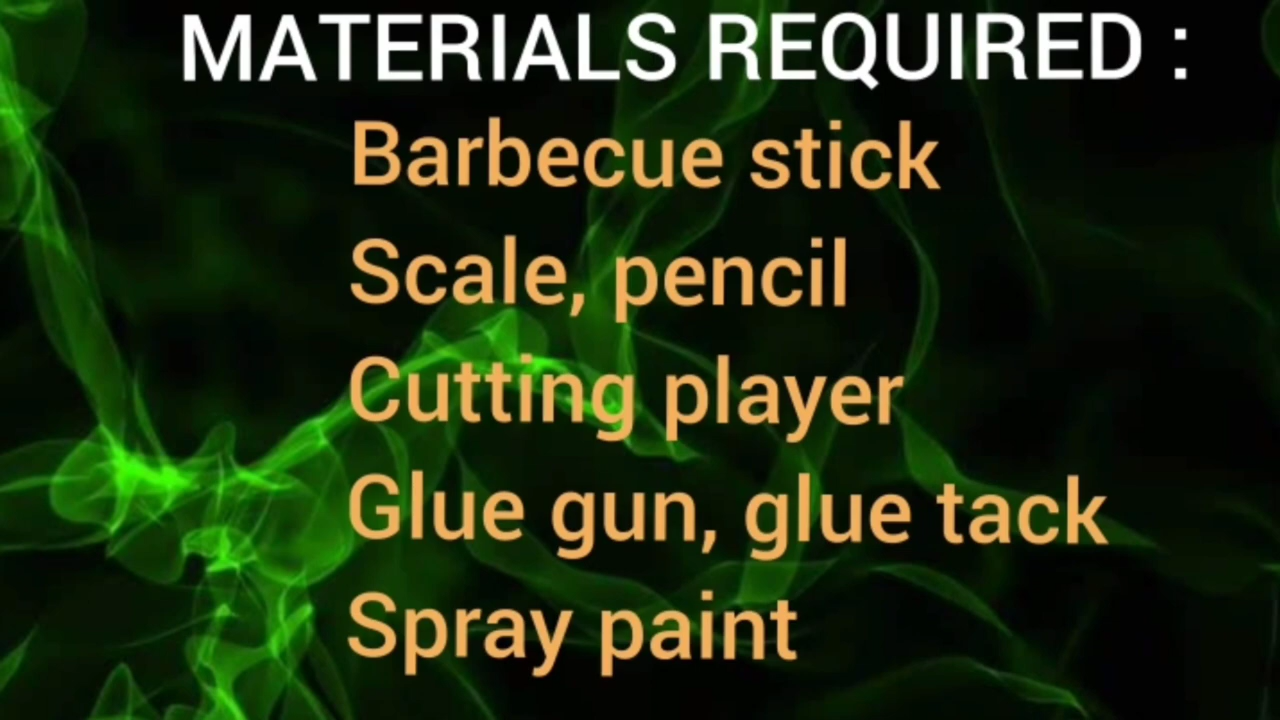 MATERIALS REQUIRED :
Barbecue stick
Scale, pencil
Cutting player
Glue gun, glue tack
Spray paint